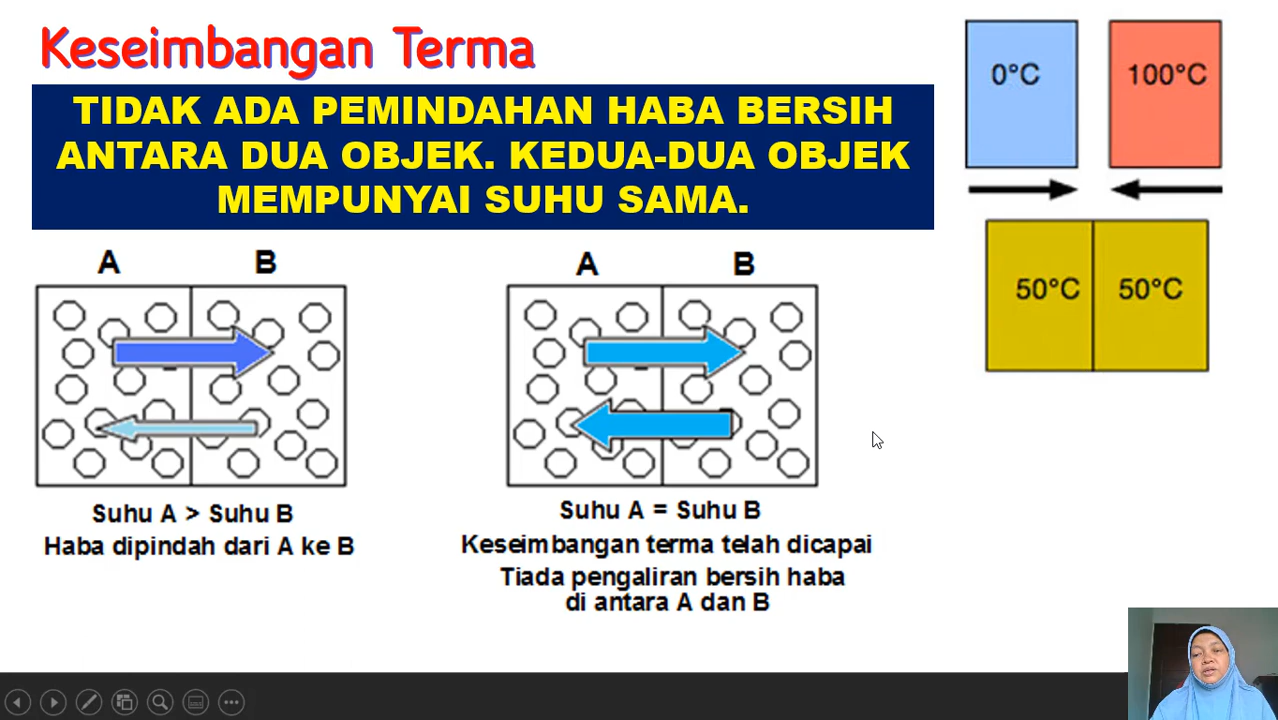 Keseimbangan Terma
TIDAK ADA PEMINDAHAN HABA BERSIH
ANTARA DUA OBJEK. KEDUA-DUA OBJEK
MEMPUNYAI SUHU SAMA.
0°C
100°C
50°C
50°C
A
B
Suhu A > Suhu B
Haba dipindah dari A ke B
A
B
Suhu A = Suhu B
Keseimbangan terma telah dicapai
Tiada pengaliran bersih haba
di antara A dan B